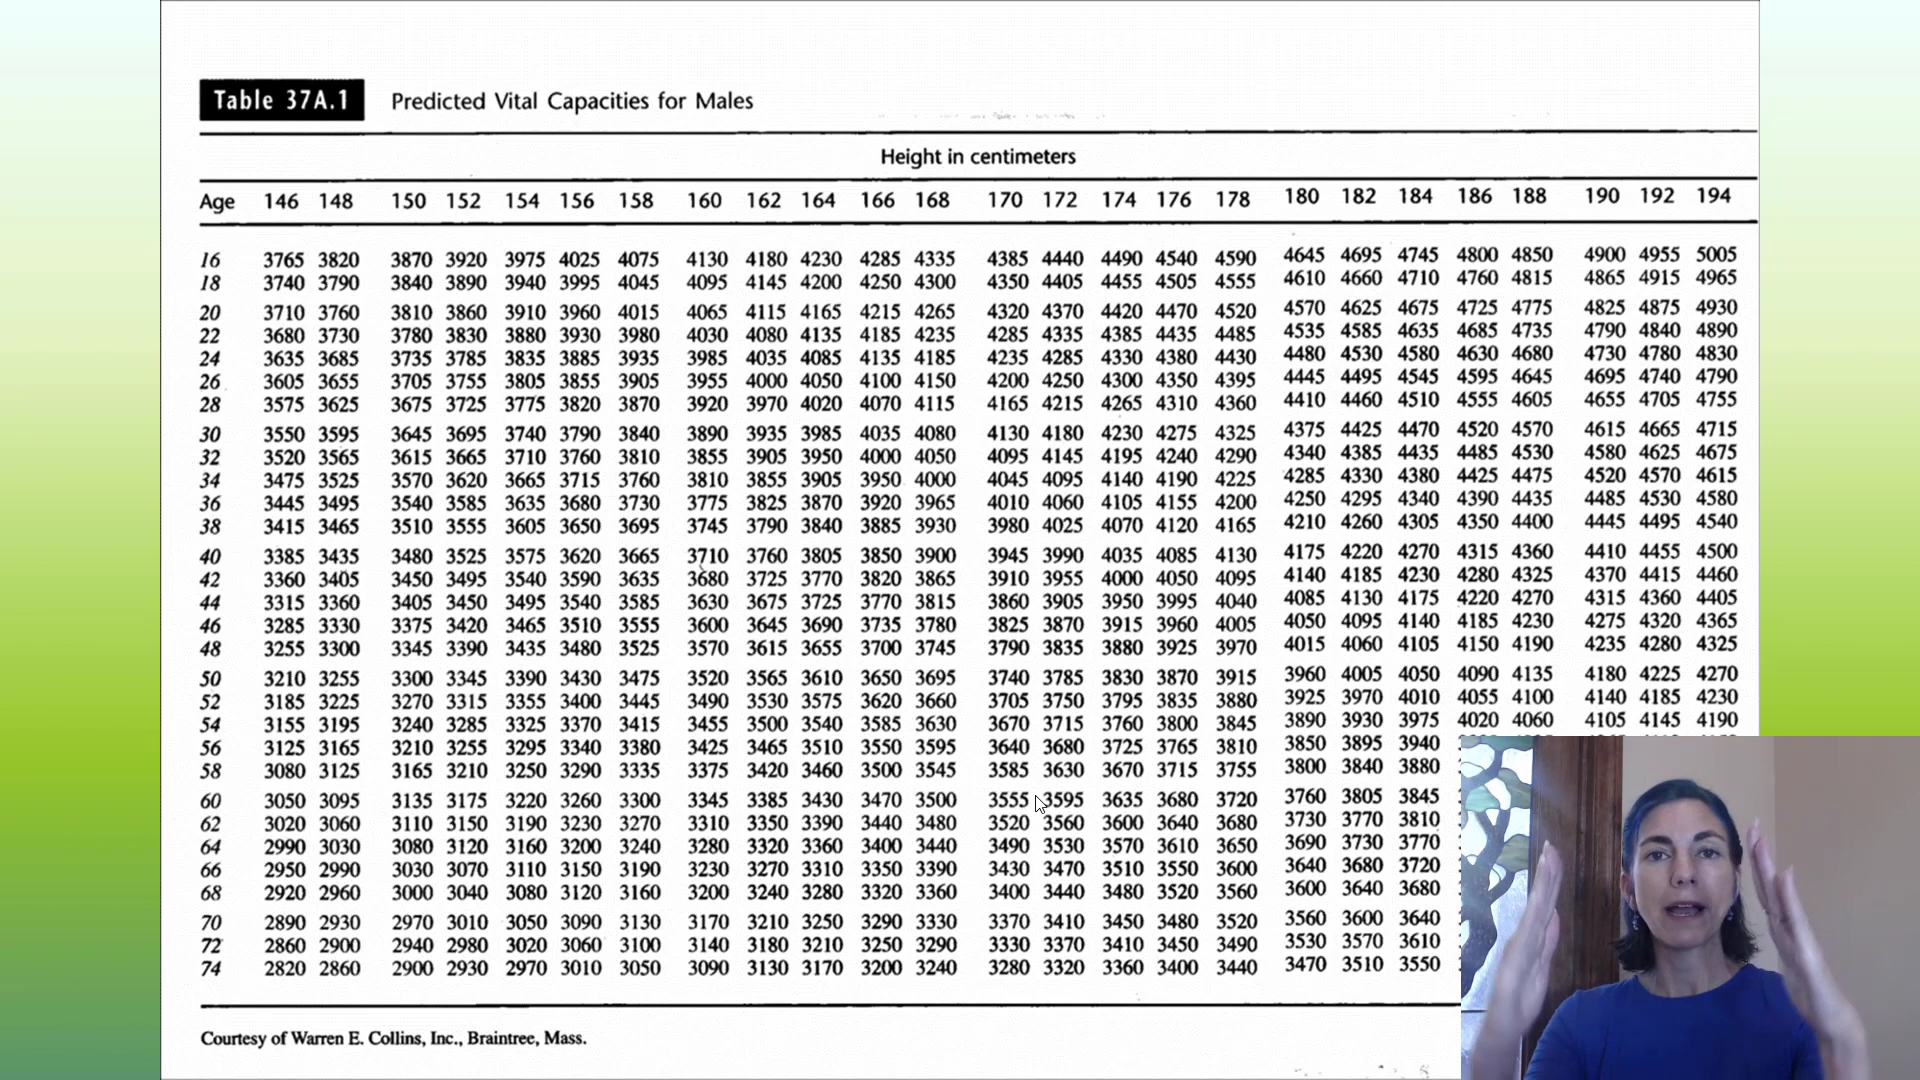 Table 37A.1 Predicted Vital Capacities for Males
Height in centimeters
Age 146 148 150 152 154 156 158 160 162 164 166 168 170 172 174 176 178 180 182 184 186 188 190 192 194
16 3765 3820 3870 3920 3975 4025 4075 4130 4180 4230 4285 4335 4385 4440 4490 4540 4590 4645 4695 4745 4800 4850 4900 4955 5005
18 3740 3790 3840 3890 3940 3995 4045 4095 4145 4200 4250 4300 4350 4405 4455 4505 4555 4610 4660 4710 4760 4815 4865 4915 4965
20 3710 3760 3810 3860 3910 3960 4015 4065 4115 4165 4215 4265 4320 4370 4420 4470 4520 4570 4625 4675 4725 4775 4825 4875 4930
22 3680 3730 3780 3830 3880 3930 3980 4030 4080 4135 4185 4235 4285 4335 4385 4435 4485 4535 4585 4635 4685 4735 4790 4840 4890
24 3635 3685 3735 3785 3835 3885 3935 3985 4035 4085 4135 4185 4235 4285 4330 4380 4430 4480 4530 4580 4630 4680 4730 4780 4830
26 3605 3655 3705 3755 3805 3855 3905 3955 4000 4050 4100 4150 4200 4250 4300 4350 4395 4445 4495 4545 4595 4645 4695 4740 4790
28 3575 3625 3675 3725 3775 3820 3870 3920 3970 4020 4070 4115 4165 4215 4265 4310 4360 4410 4460 4510 4555 4605 4655 4705 4755
30 3550 3595 3645 3695 3740 3790 3840 3890 3935 3985 4035 4080 4130 4180 4230 4275 4325 4375 4425 4470 4520 4570 4615 4665 4715
32 3520 3565 3615 3665 3710 3760 3810 3855 3905 3950 4000 4050 4095 4145 4195 4240 4290 4340 4385 4435 4485 4530 4580 4625 4675
34 3475 3525 3570 3620 3665 3715 3760 3810 3855 3905 3950 4000 4045 4095 4140 4190 4225 4285 4330 4380 4425 4475 4520 4570 4615
36 3445 3495 3540 3585 3635 3680 3730 3775 3825 3870 3920 3965 4010 4060 4105 4155 4200 4250 4295 4340 4390 4435 4485 4530 4580
38 3415 3465 3510 3555 3605 3650 3695 3745 3790 3840 3885 3930 3980 4025 4070 4120 4165 4210 4260 4305 4350 4400 4445 4495 4540
40 3385 3435 3480 3525 3575 3620 3665 3710 3760 3805 3850 3900 3945 3990 4035 4085 4130 4175 4220 4270 4315 4360 4410 4455 4500
42 3360 3405 3450 3495 3540 3590 3635 3680 3725 3770 3820 3865 3910 3955 4000 4050 4095 4140 4185 4230 4280 4325 4370 4415 4460
44 3315 3360 3405 3450 3495 3540 3585 3630 3675 3725 3770 3815 3860 3905 3950 3995 4040 4085 4130 4175 4220 4270 4315 4360 4405
46 3285 3330 3375 3420 3465 3510 3555 3600 3645 3690 3735 3780 3825 3870 3915 3960 4005 4050 4095 4140 4185 4230 4275 4320 4365
48 3255 3300 3345 3390 3435 3480 3525 3570 3615 3655 3700 3745 3790 3835 3880 3925 3970 4015 4060 4105 4150 4190 4235 4280 4325
50 3210 3255 3300 3345 3390 3430 3475 3520 3565 3610 3650 3695 3740 3785 3830 3870 3915 3960 4005 4050 4090 4135 4180 4225 4270
52 3185 3225 3270 3315 3355 3400 3445 3490 3530 3575 3620 3660 3705 3750 3795 3835 3880 3925 3970 4010 4055 4100 4140 4185 4230
54 3155 3195 3240 3285 3325 3370 3415 3455 3500 3540 3585 3630 3670 3715 3760 3800 3845 3890 3930 3975 4020 4060 4105 4145 4190
56 3125 3165 3210 3255 3295 3340 3380 3425 3465 3510 3550 3595 3640 3680 3725 3765 3810 3850 3895 3940
58 3080 3125 3165 3210 3250 3290 3335 3375 3420 3460 3500 3545 3585 3630 3670 3715 3755 3800 3840 3880
60 3050 3095 3135 3175 3220 3260 3300 3345 3385 3430 3470 3500 3555 3595 3635 3680 3720 3760 3805 3845
62 3020 3060 3110 3150 3190 3230 3270 3310 3350 3390 3440 3480 3520 3560 3600 3640 3680 3730 3770 3810
64 2990 3030 3080 3120 3160 3200 3240 3280 3320 3360 3400 3440 3490 3530 3570 3610 3650 3690 3730 3770
66 2950 2990 3030 3070 3110 3150 3190 3230 3270 3310 3350 3390 3430 3470 3510 3550 3600 3640 3680 3720
68 2920 2960 3000 3040 3080 3120 3160 3200 3240 3280 3320 3360 3400 3440 3480 3520 3560 3600 3640 3680
70 2890 2930 2970 3010 3050 3090 3130 3170 3210 3250 3290 3330 3370 3410 3450 3480 3520 3560 3600 3640
72 2860 2900 2940 2980 3020 3060 3100 3140 3180 3210 3250 3290 3330 3370 3410 3450 3490 3530 3570 3610
74 2820 2860 2900 2930 2970 3010 3050 3090 3130 3170 3200 3240 3280 3320 3360 3400 3440 3470 3510 3550
Courtesy of Warren E. Collins, Inc., Braintree, Mass.